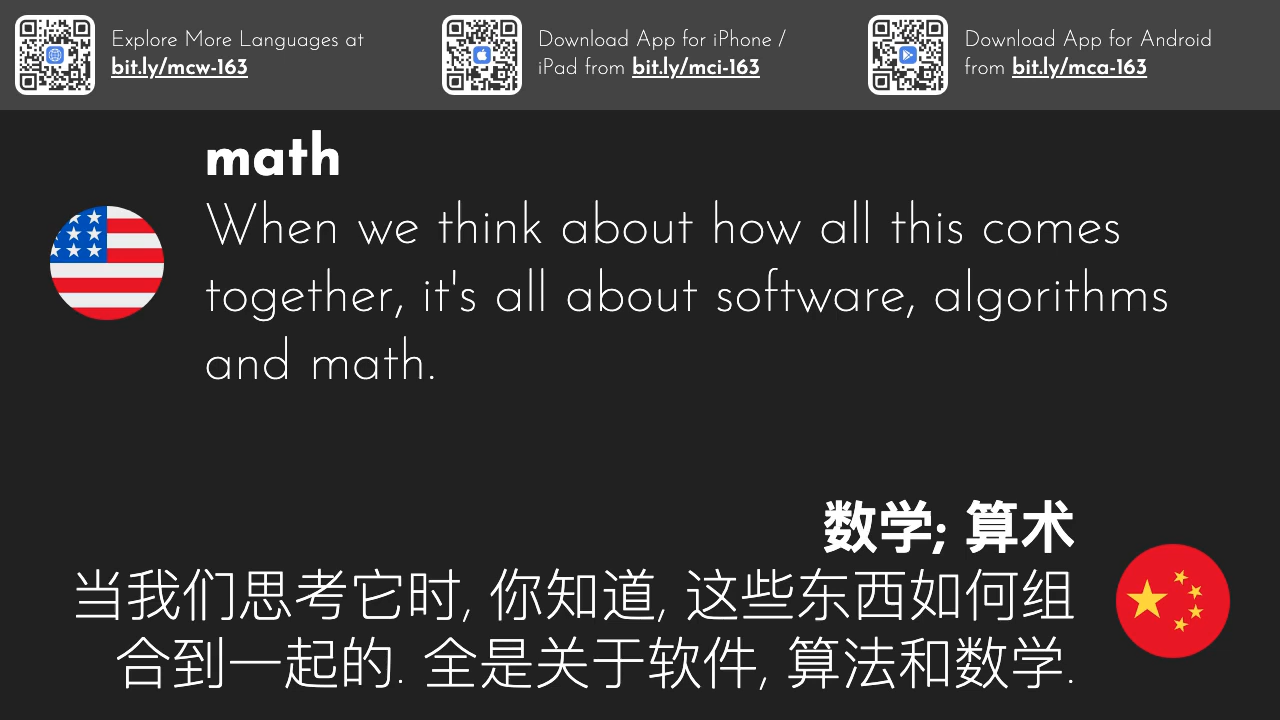 Explore More Languages at
bit.ly/mcw-163
Download App for iPhone /
iPad from bit.ly/mci-163
Download App for Android
from bit.ly/mca-163
math
When we think about how all this comes
together, it's all about software, algorithms
and math.
数学; 算术
当我们思考它时, 你知道, 这些东西如何组
合到一起的. 全是关于软件, 算法和数学.